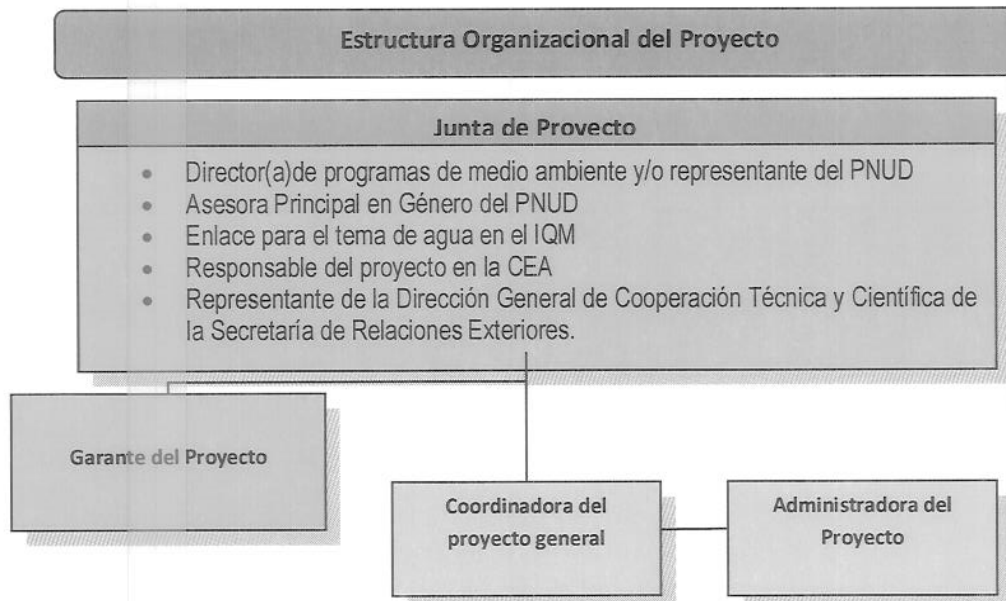 Estructura Organizacional del Proyecto
Junta de Proyecto
• Director(a)de programas de medio ambiente y/o representante del PNUD
• Asesora Principal en Género del PNUD
• Enlace para el tema de agua en el IQM
• Responsable del proyecto en la CEA
• Representante de la Dirección General de Cooperación Técnica y Científica de
la Secretaría de Relaciones Exteriores.
Garante del Proyecto
Coordinadora del
proyecto general
Administradora del
Proyecto